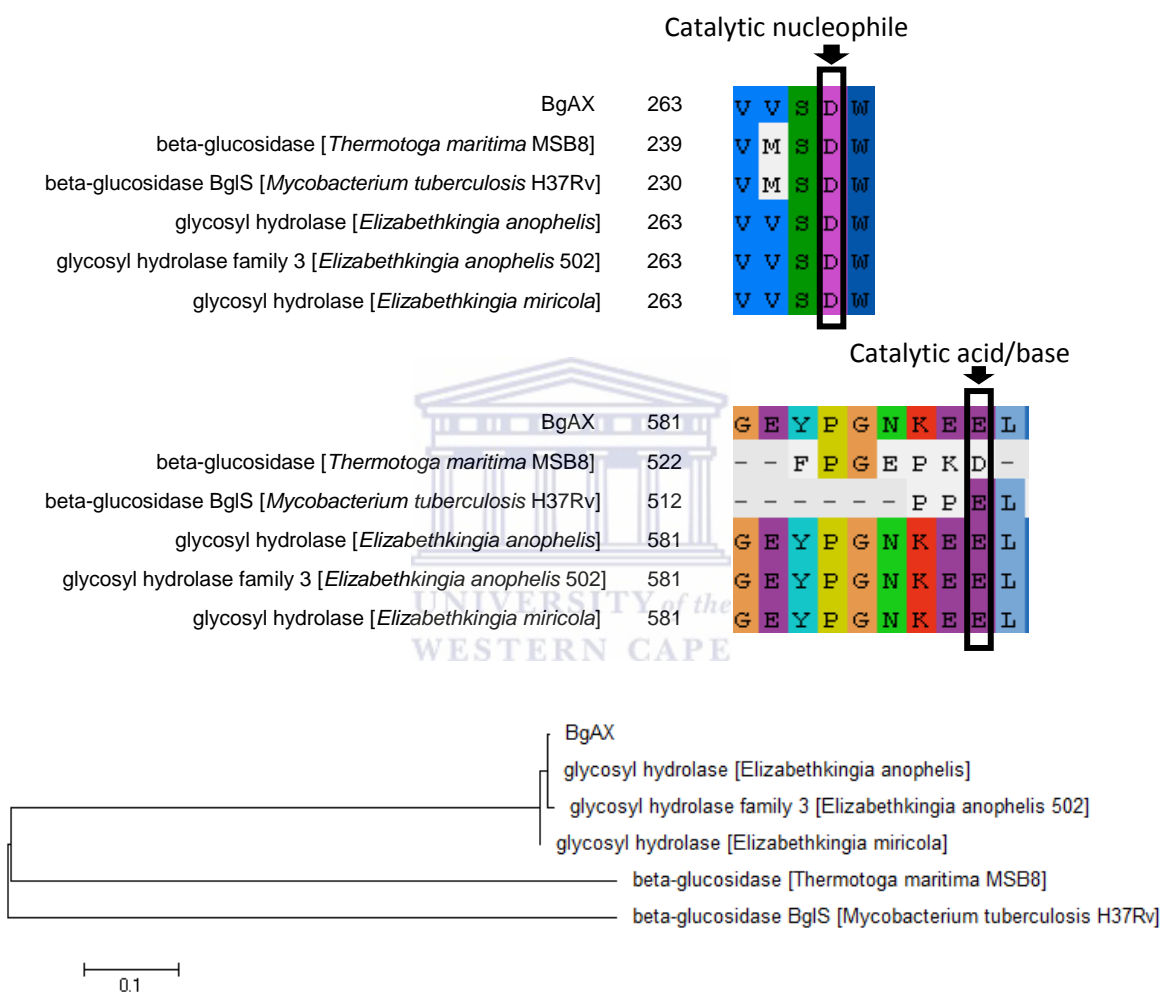 Catalytic nucleophile
BgAX 263 V V S D W
beta-glucosidase [Thermotoga maritima MSB8] 239 V M S D W
beta-glucosidase BglS [Mycobacterium tuberculosis H37Rv] 230 V M S D W
glycosyl hydrolase [Elizabethkingia anophelis] 263 V V S D W
glycosyl hydrolase family 3 [Elizabethkingia anophelis 502] 263 V V S D W
glycosyl hydrolase [Elizabethkingia miricola] 263 V V S D W
Catalytic acid/base
BgAX 581 G E Y P G N K E E L
beta-glucosidase [Thermotoga maritima MSB8] 522 - - F P G E P K D -
beta-glucosidase BglS [Mycobacterium tuberculosis H37Rv] 512 - - - - - - P P E L
glycosyl hydrolase [Elizabethkingia anophelis] 581 G E Y P G N K E E L
glycosyl hydrolase family 3 [Elizabethkingia anophelis 502] 581 G E Y P G N K E E L
glycosyl hydrolase [Elizabethkingia miricola] 581 G E Y P G N K E E L
UNIVERSITY of the
WESTERN CAPE
BgAX
glycosyl hydrolase [Elizabethkingia anophelis]
glycosyl hydrolase family 3 [Elizabethkingia anophelis 502]
glycosyl hydrolase [Elizabethkingia miricola]
beta-glucosidase [Thermotoga maritima MSB8]
beta-glucosidase BglS [Mycobacterium tuberculosis H37Rv]
0.1